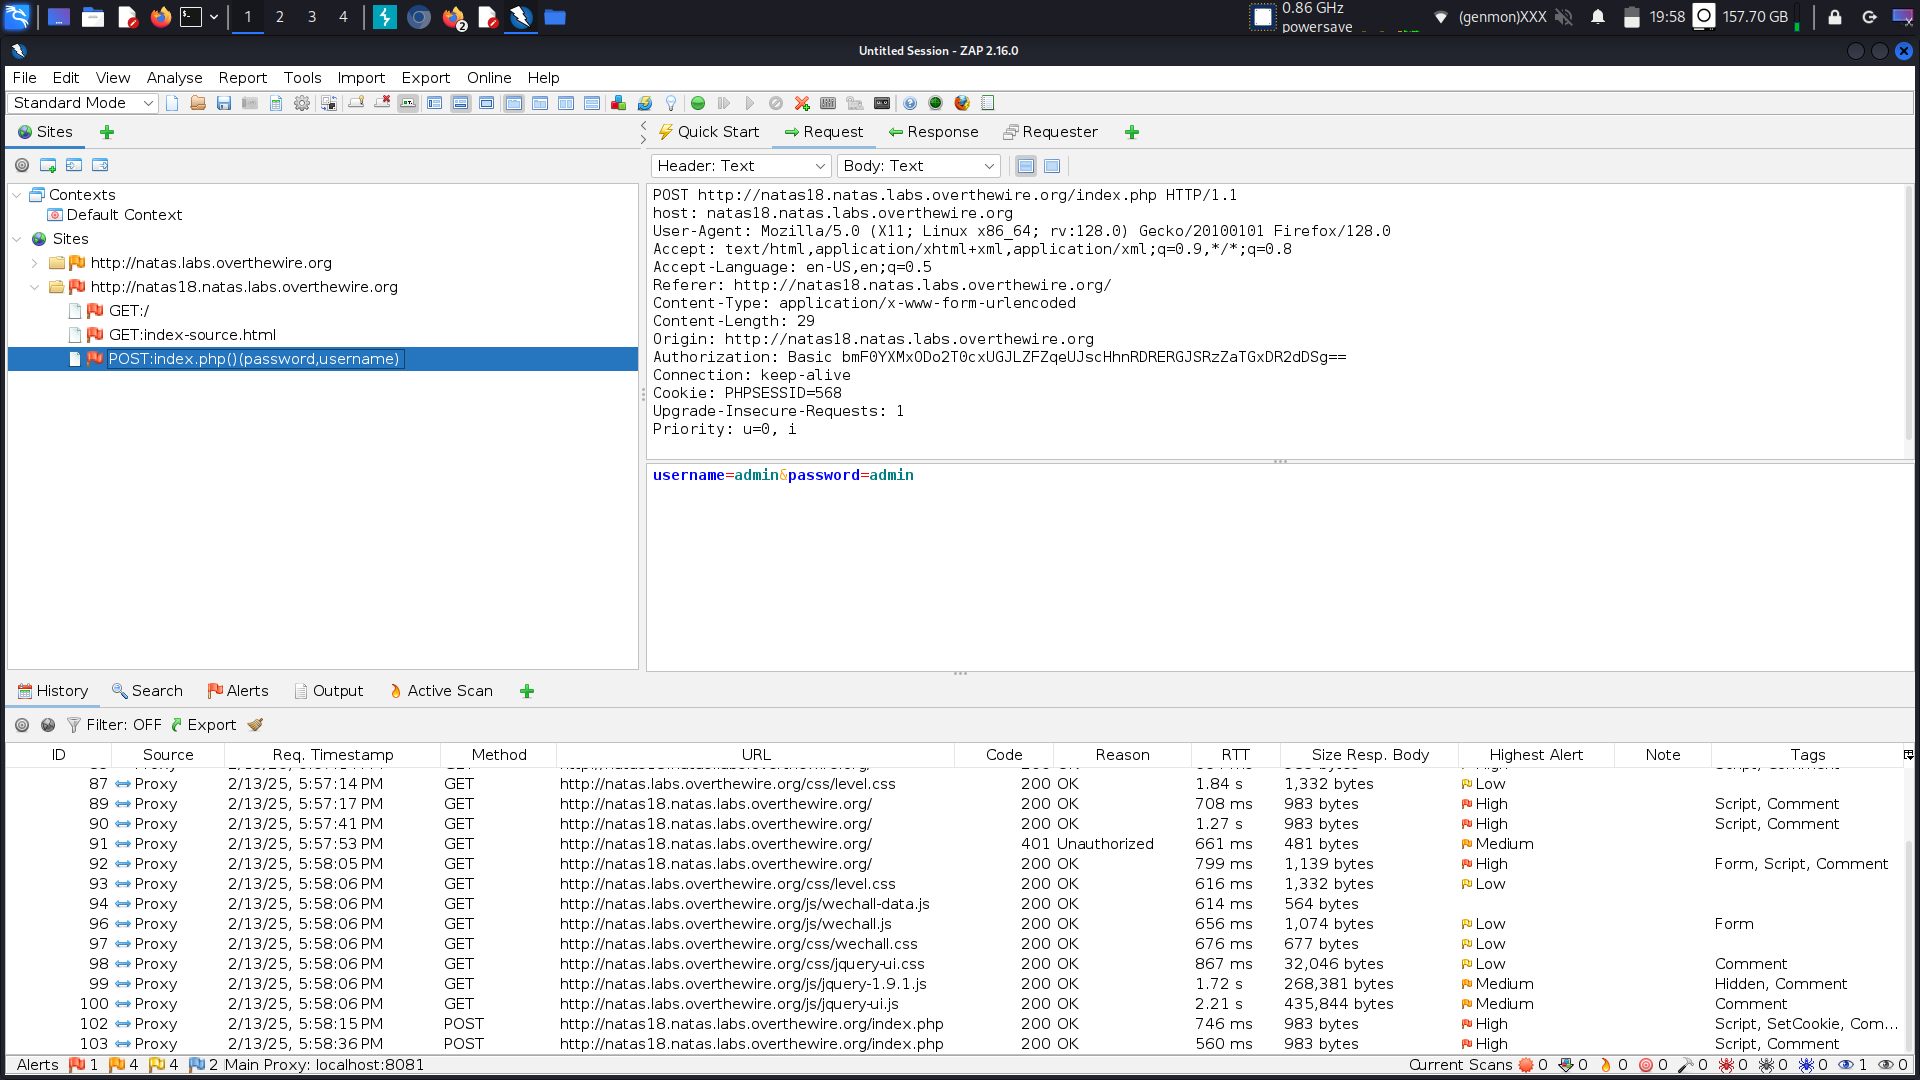 1 2 3 4 2 0.86 GHz powersave (genmon)XXX 19:58 157.70 GB
Untitled Session - ZAP 2.16.0
File Edit View Analyse Report Tools Import Export Online Help
Standard Mode
Sites
Quick Start Request Response Requester
Header: Text Body: Text
Contexts
Default Context
Sites
http://natas.labs.overthewire.org
http://natas18.natas.labs.overthewire.org
GET:/
GET:index-source.html
POST:index.php()(password,username)
POST http://natas18.natas.labs.overthewire.org/index.php HTTP/1.1
host: natas18.natas.labs.overthewire.org
User-Agent: Mozilla/5.0 (X11; Linux x86_64; rv:128.0) Gecko/20100101 Firefox/128.0
Accept: text/html,application/xhtml+xml,application/xml;q=0.9,*/*;q=0.8
Accept-Language: en-US,en;q=0.5
Referer: http://natas18.natas.labs.overthewire.org/
Content-Type: application/x-www-form-urlencoded
Content-Length: 29
Origin: http://natas18.natas.labs.overthewire.org
Authorization: Basic bmF0YXMxODo2T0cxUGJLZFZqeUJscHhnRDRERGJSRzZaTGxDR2dDSg==
Connection: keep-alive
Cookie: PHPSESSID=568
Upgrade-Insecure-Requests: 1
Priority: u=0, i
username=admin&password=admin
History Search Alerts Output Active Scan
Filter: OFF Export
ID Source Req. Timestamp Method URL Code Reason RTT Size Resp. Body Highest Alert Note Tags
87 Proxy 2/13/25, 5:57:14 PM GET http://natas.labs.overthewire.org/css/level.css 200 OK 1.84 s 1,332 bytes Low
89 Proxy 2/13/25, 5:57:17 PM GET http://natas18.natas.labs.overthewire.org/ 200 OK 708 ms 983 bytes High Script, Comment
90 Proxy 2/13/25, 5:57:41 PM GET http://natas18.natas.labs.overthewire.org/ 200 OK 1.27 s 983 bytes High Script, Comment
91 Proxy 2/13/25, 5:57:53 PM GET http://natas18.natas.labs.overthewire.org/ 401 Unauthorized 661 ms 481 bytes Medium
92 Proxy 2/13/25, 5:58:05 PM GET http://natas18.natas.labs.overthewire.org/ 200 OK 799 ms 1,139 bytes High Form, Script, Comment
93 Proxy 2/13/25, 5:58:06 PM GET http://natas.labs.overthewire.org/css/level.css 200 OK 616 ms 1,332 bytes Low
94 Proxy 2/13/25, 5:58:06 PM GET http://natas.labs.overthewire.org/js/wechall-data.js 200 OK 614 ms 564 bytes
96 Proxy 2/13/25, 5:58:06 PM GET http://natas.labs.overthewire.org/js/wechall.js 200 OK 656 ms 1,074 bytes Low Form
97 Proxy 2/13/25, 5:58:06 PM GET http://natas.labs.overthewire.org/css/wechall.css 200 OK 676 ms 677 bytes Low
98 Proxy 2/13/25, 5:58:06 PM GET http://natas.labs.overthewire.org/css/jquery-ui.css 200 OK 867 ms 32,046 bytes Low Comment
99 Proxy 2/13/25, 5:58:06 PM GET http://natas.labs.overthewire.org/js/jquery-1.9.1.js 200 OK 1.72 s 268,381 bytes Medium Hidden, Comment
100 Proxy 2/13/25, 5:58:06 PM GET http://natas.labs.overthewire.org/js/jquery-ui.js 200 OK 2.21 s 435,844 bytes Medium Comment
102 Proxy 2/13/25, 5:58:15 PM POST http://natas18.natas.labs.overthewire.org/index.php 200 OK 746 ms 983 bytes High Script, SetCookie, Com...
103 Proxy 2/13/25, 5:58:36 PM POST http://natas18.natas.labs.overthewire.org/index.php 200 OK 560 ms 983 bytes High Script, Comment
Alerts 1 4 4 2 Main Proxy: localhost:8081 Current Scans 0 0 0 0 0 0 0 0 1 0